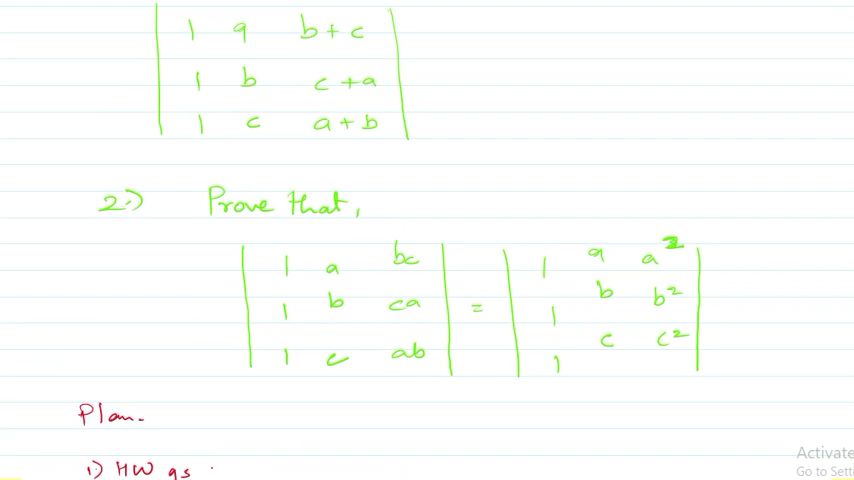 1 a b + c
1 b c + a
1 c a + b
2.) Prove that,
1 a bc = 1 a a²
1 b ca 1 b b²
1 c ab 1 c c²
Plan.
1.) HW qs .
Activate
Go to Setti